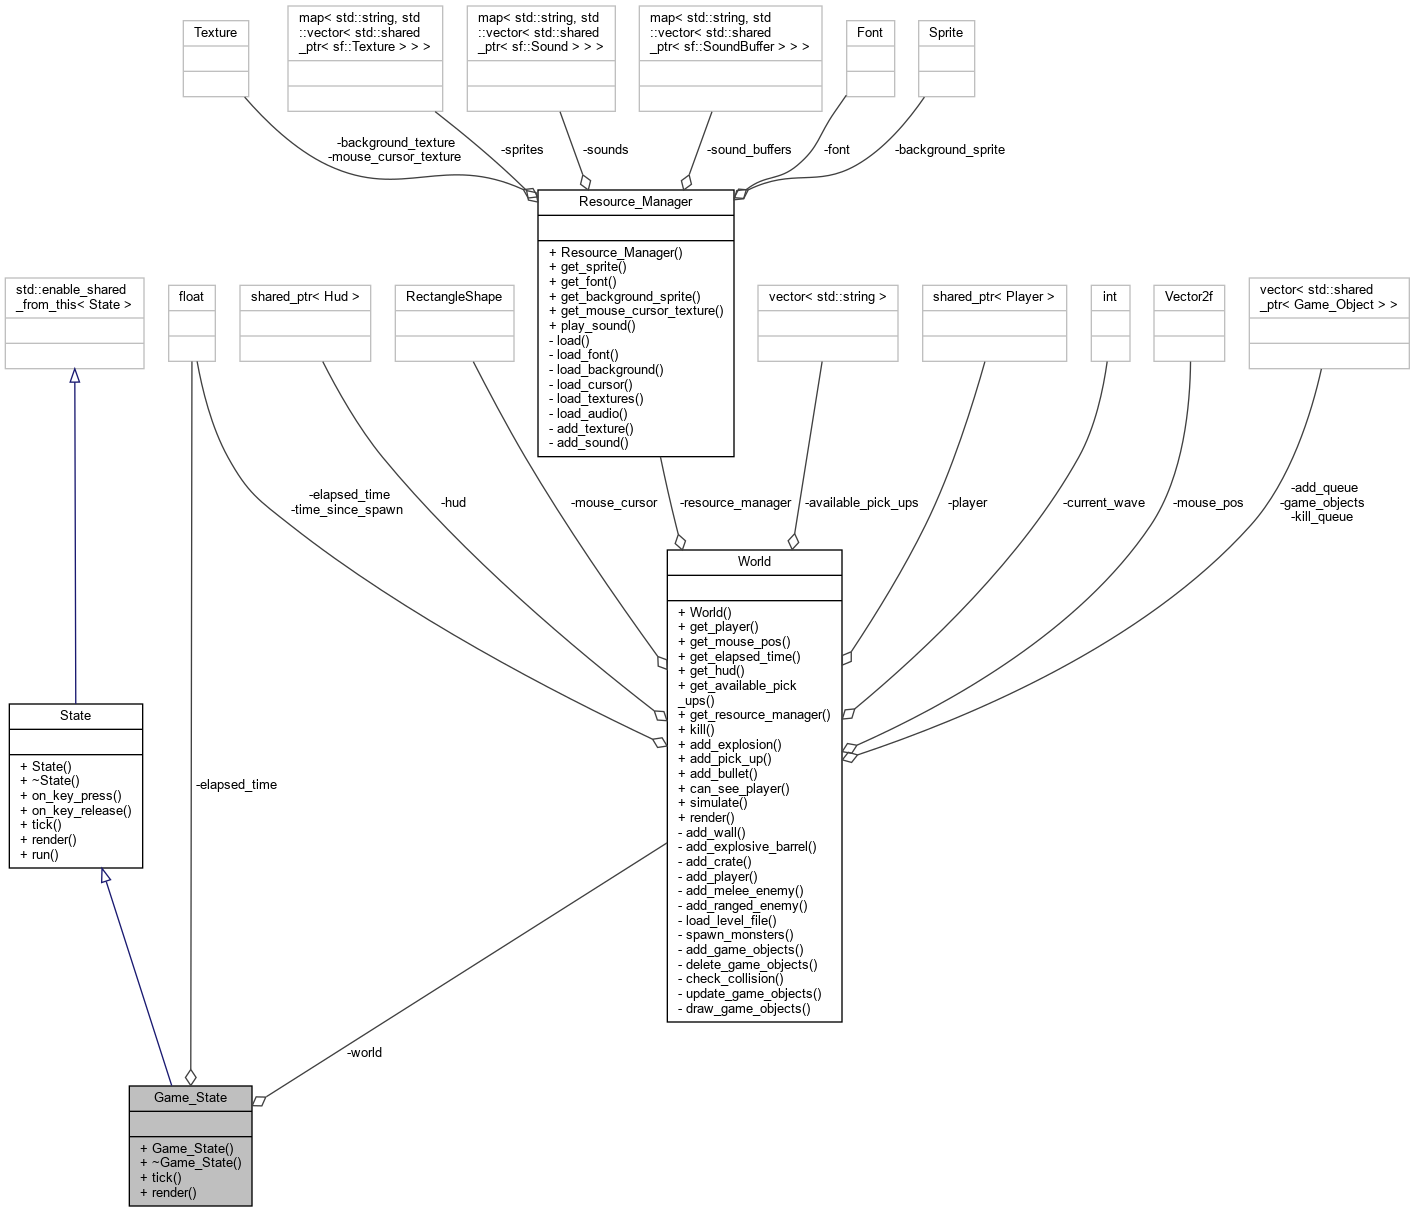 Texture
map< std::string, std
::vector< std::shared
_ptr< sf::Texture > > >
map< std::string, std
::vector< std::shared
_ptr< sf::Sound > > >
map< std::string, std
::vector< std::shared
_ptr< sf::SoundBuffer > > >
Font
Sprite
-background_texture
-mouse_cursor_texture
-sprites
-sounds
-sound_buffers
-font
-background_sprite
Resource_Manager
+ Resource_Manager()
+ get_sprite()
+ get_font()
+ get_background_sprite()
+ get_mouse_cursor_texture()
+ play_sound()
- load()
- load_font()
- load_background()
- load_cursor()
- load_textures()
- load_audio()
- add_texture()
- add_sound()
std::enable_shared
_from_this< State >
float
shared_ptr< Hud >
RectangleShape
vector< std::string >
shared_ptr< Player >
int
Vector2f
vector< std::shared
_ptr< Game_Object > >
-elapsed_time
-time_since_spawn
-hud
-mouse_cursor
-resource_manager
-available_pick_ups
-player
-current_wave
-mouse_pos
-add_queue
-game_objects
-kill_queue
World
+ World()
+ get_player()
+ get_mouse_pos()
+ get_elapsed_time()
+ get_hud()
+ get_available_pick
_ups()
+ get_resource_manager()
+ kill()
+ add_explosion()
+ add_pick_up()
+ add_bullet()
+ can_see_player()
+ simulate()
+ render()
- add_wall()
- add_explosive_barrel()
- add_crate()
- add_player()
- add_melee_enemy()
- add_ranged_enemy()
- load_level_file()
- spawn_monsters()
- add_game_objects()
- delete_game_objects()
- check_collision()
- update_game_objects()
- draw_game_objects()
State
+ State()
+ ~State()
+ on_key_press()
+ on_key_release()
+ tick()
+ render()
+ run()
-elapsed_time
-world
Game_State
+ Game_State()
+ ~Game_State()
+ tick()
+ render()